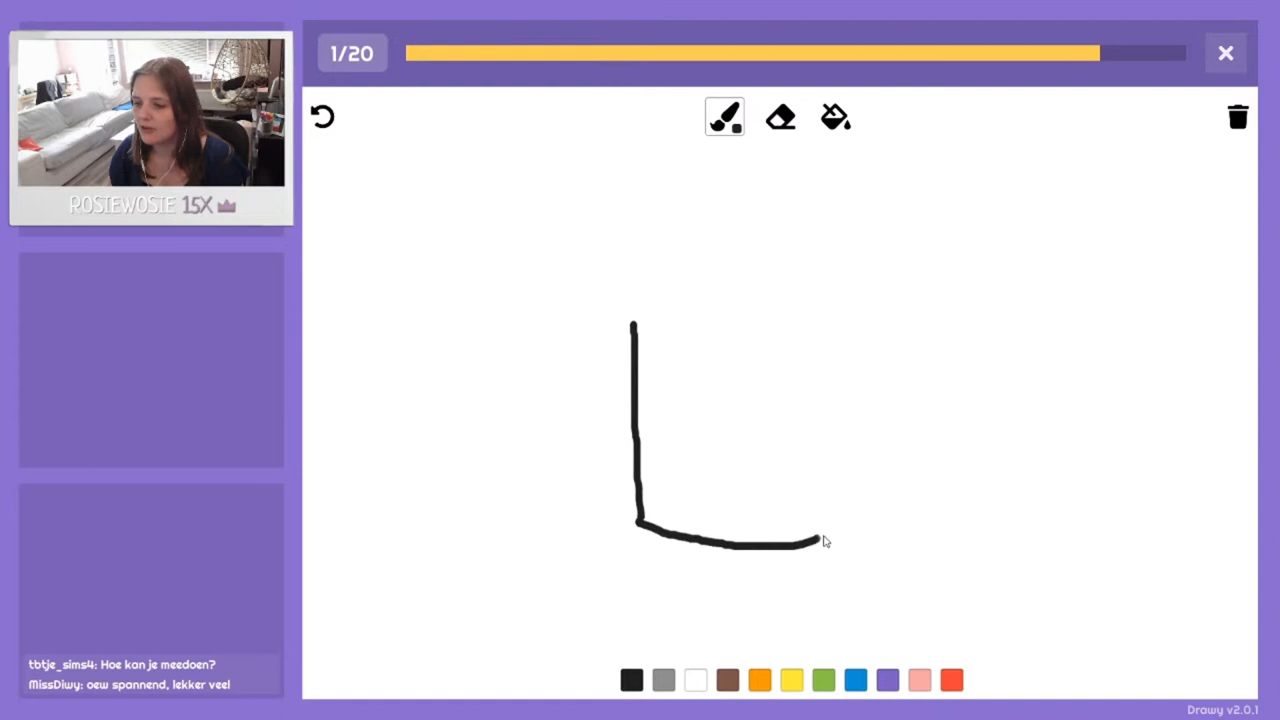 1/20
ROSIEWOSIE 15X
tbtje_sims4: Hoe kan je meedoen?
MissDiwy: oew spannend, lekker veel
Drawy v2.0.1